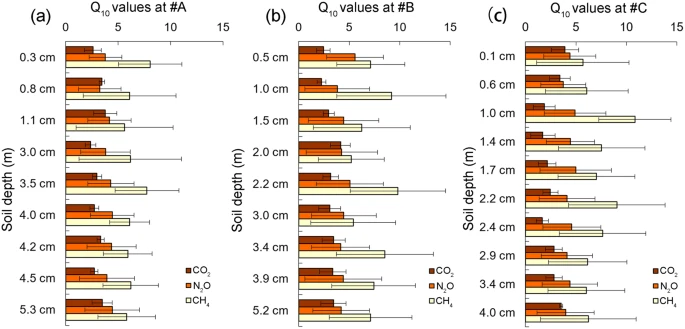 (a) Q10 values at #A
0 5 10 15
Soil depth (m)
0.3 cm
0.8 cm
1.1 cm
3.0 cm
3.5 cm
4.0 cm
4.2 cm
4.5 cm
5.3 cm
CO2
N2O
CH4
(b) Q10 values at #B
0 5 10 15
Soil depth (m)
0.5 cm
1.0 cm
1.5 cm
2.0 cm
2.2 cm
3.0 cm
3.4 cm
3.9 cm
5.2 cm
CO2
N2O
CH4
(c) Q10 values at #C
0 5 10 15
Soil depth (m)
0.1 cm
0.6 cm
1.0 cm
1.4 cm
1.7 cm
2.2 cm
2.4 cm
2.9 cm
3.4 cm
4.0 cm
CO2
N2O
CH4